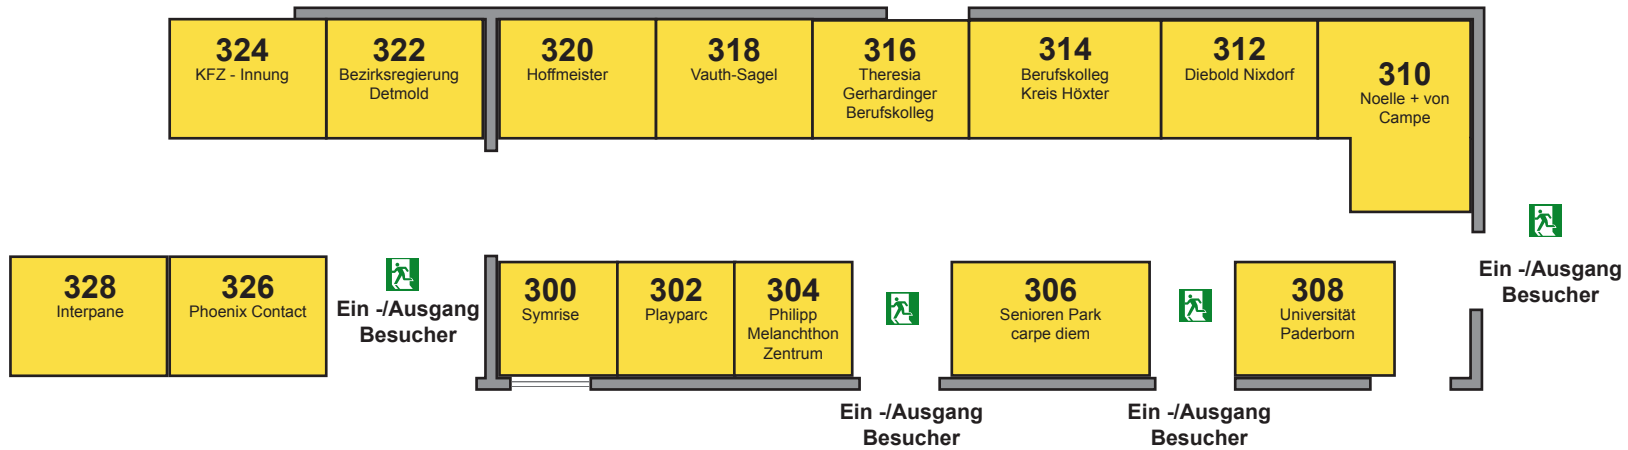 324
KFZ - Innung
322
Bezirksregierung
Detmold
320
Hoffmeister
318
Vauth-Sagel
316
Theresia
Gerhardinger
Berufskolleg
314
Berufskolleg
Kreis Höxter
312
Diebold Nixdorf
310
Noelle + von
Campe
328
Interpane
326
Phoenix Contact
Ein -/Ausgang
Besucher
300
Symrise
302
Playparc
304
Philipp
Melanchthon
Zentrum
306
Senioren Park
carpe diem
308
Universität
Paderborn
Ein -/Ausgang
Besucher
Ein -/Ausgang
Besucher
Ein -/Ausgang
Besucher